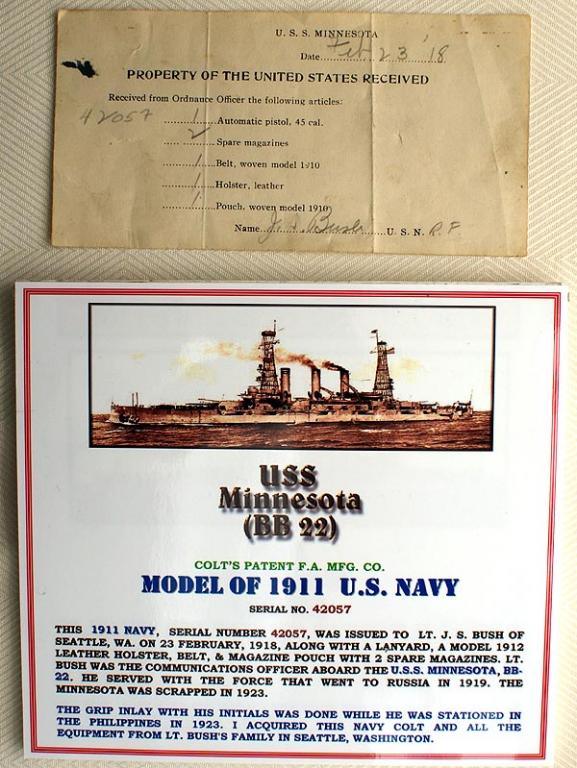 U. S. S. MINNESOTA
Date Feb 23 '18
PROPERTY OF THE UNITED STATES RECEIVED
Received from Ordnance Officer the following articles:
42057 1 Automatic pistol, 45 cal.
2 Spare magazines
1 Belt, woven model 1910
1 Holster, leather
1 Pouch, woven model 1910
Name J. S. Bush U. S. N. R. F.
USS
Minnesota
(BB 22)
COLT'S PATENT F.A. MFG. CO.
MODEL OF 1911 U.S. NAVY
SERIAL NO. 42057
THIS 1911 NAVY, SERIAL NUMBER 42057, WAS ISSUED TO LT. J. S. BUSH OF
SEATTLE, WA. ON 23 FEBRUARY, 1918, ALONG WITH A LANYARD, A MODEL 1912
LEATHER HOLSTER, BELT, & MAGAZINE POUCH WITH 2 SPARE MAGAZINES. LT.
BUSH WAS THE COMMUNICATIONS OFFICER ABOARD THE U.S.S. MINNESOTA, BB-
22. HE SERVED WITH THE FORCE THAT WENT TO RUSSIA IN 1919. THE
MINNESOTA WAS SCRAPPED IN 1923.
THE GRIP INLAY WITH HIS INITIALS WAS DONE WHILE HE WAS STATIONED IN
THE PHILIPPINES IN 1923. I ACQUIRED THIS NAVY COLT AND ALL THE
EQUIPMENT FROM LT. BUSH'S FAMILY IN SEATTLE, WASHINGTON.